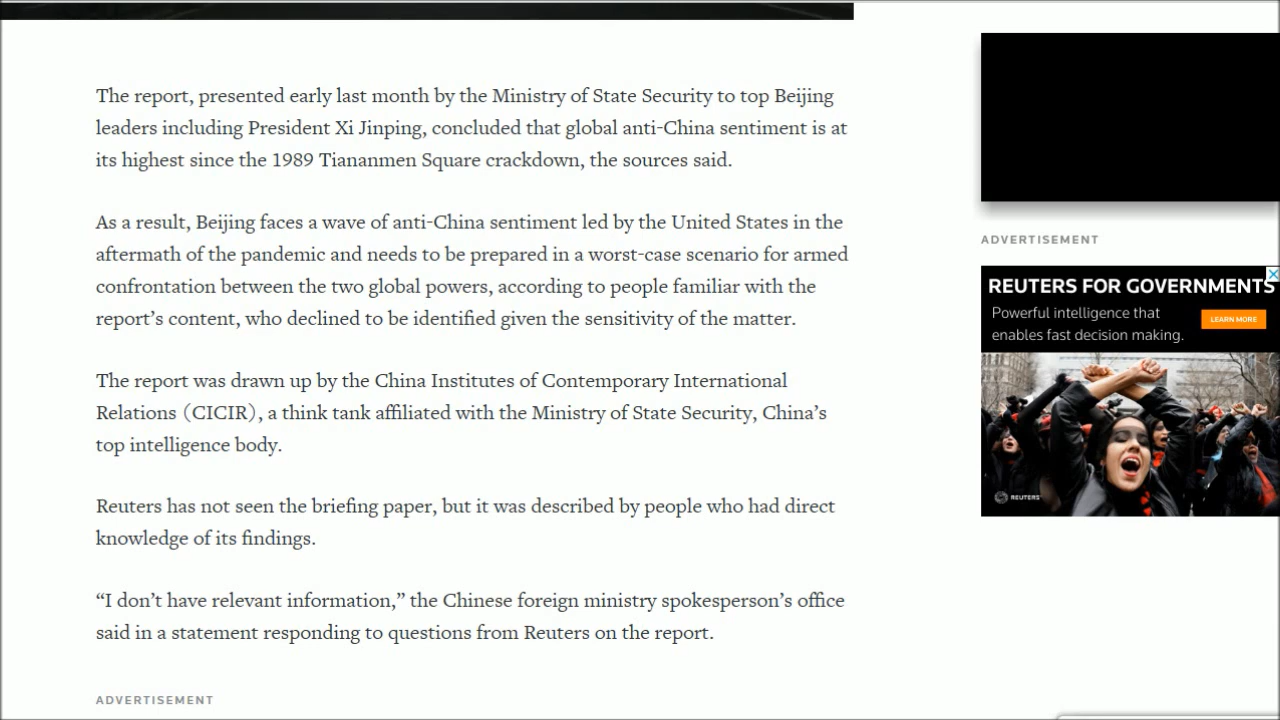 The report, presented early last month by the Ministry of State Security to top Beijing
leaders including President Xi Jinping, concluded that global anti-China sentiment is at
its highest since the 1989 Tiananmen Square crackdown, the sources said.
As a result, Beijing faces a wave of anti-China sentiment led by the United States in the
aftermath of the pandemic and needs to be prepared in a worst-case scenario for armed
confrontation between the two global powers, according to people familiar with the
report’s content, who declined to be identified given the sensitivity of the matter.
The report was drawn up by the China Institutes of Contemporary International
Relations (CICIR), a think tank affiliated with the Ministry of State Security, China’s
top intelligence body.
Reuters has not seen the briefing paper, but it was described by people who had direct
knowledge of its findings.
“I don’t have relevant information,” the Chinese foreign ministry spokesperson’s office
said in a statement responding to questions from Reuters on the report.
ADVERTISEMENT
ADVERTISEMENT
REUTERS FOR GOVERNMENTS
Powerful intelligence that
enables fast decision making.
LEARN MORE
REUTERS